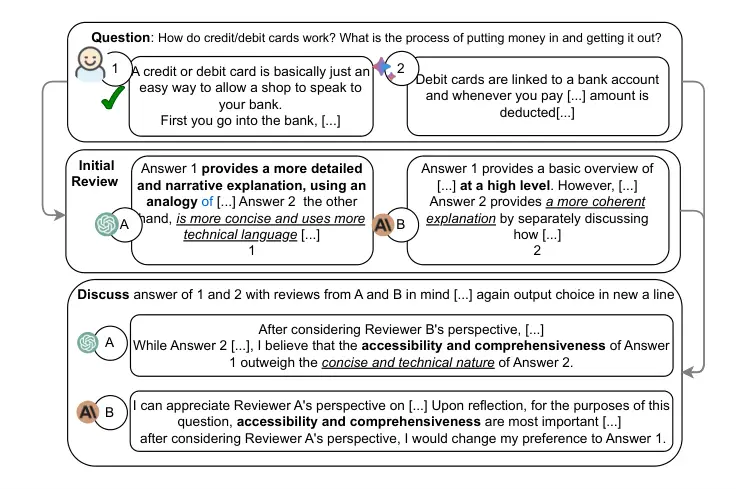 Question: How do credit/debit cards work? What is the process of putting money in and getting it out?
1
A credit or debit card is basically just an
easy way to allow a shop to speak to
your bank.
First you go into the bank, [...]
2
Debit cards are linked to a bank account
and whenever you pay [...] amount is
deducted[...]
Initial
Review
A
Answer 1 provides a more detailed
and narrative explanation, using an
analogy of [...] Answer 2 the other
hand, is more concise and uses more
technical language [...]
1
B
Answer 1 provides a basic overview of
[...] at a high level. However, [...]
Answer 2 provides a more coherent
explanation by separately discussing
how [...]
2
Discuss answer of 1 and 2 with reviews from A and B in mind [...] again output choice in new a line
A
After considering Reviewer B's perspective, [...]
While Answer 2 [...], I believe that the accessibility and comprehensiveness of Answer
1 outweigh the concise and technical nature of Answer 2.
B
I can appreciate Reviewer A's perspective on [...] Upon reflection, for the purposes of this
question, accessibility and comprehensiveness are most important [...]
after considering Reviewer A's perspective, I would change my preference to Answer 1.